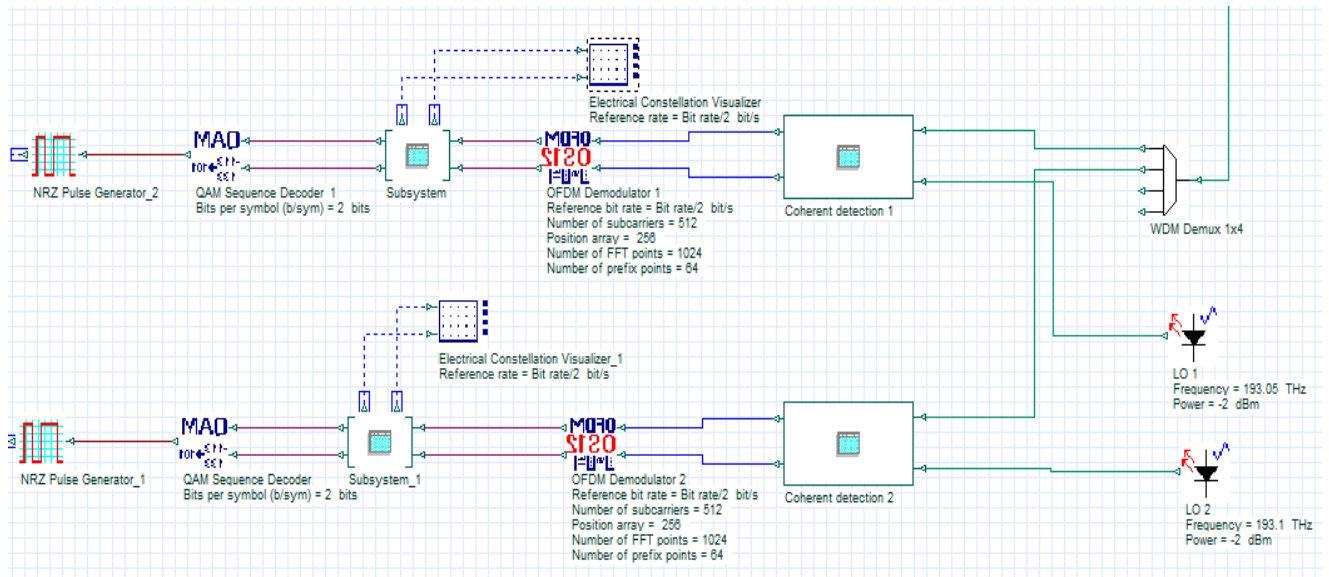 Electrical Constellation Visualizer
Reference rate = Bit rate/2 bit/s
NRZ Pulse Generator_2
QAM
QAM Sequence Decoder 1
Bits per symbol (b/sym) = 2 bits
Subsystem
OFDM
OFDM Demodulator 1
Reference bit rate = Bit rate/2 bit/s
Number of subcarriers = 512
Position array = 256
Number of FFT points = 1024
Number of prefix points = 64
Coherent detection 1
WDM Demux 1x4
LO 1
Frequency = 193.05 THz
Power = -2 dBm
Electrical Constellation Visualizer_1
Reference rate = Bit rate/2 bit/s
NRZ Pulse Generator_1
QAM
QAM Sequence Decoder
Bits per symbol (b/sym) = 2 bits
Subsystem_1
OFDM
OFDM Demodulator 2
Reference bit rate = Bit rate/2 bit/s
Number of subcarriers = 512
Position array = 256
Number of FFT points = 1024
Number of prefix points = 64
Coherent detection 2
LO 2
Frequency = 193.1 THz
Power = -2 dBm